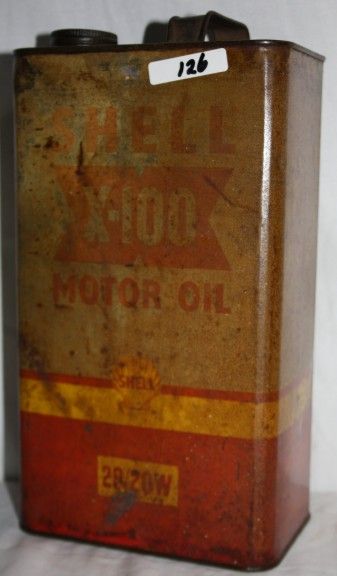 126
SHELL
X-100
MOTOR OIL
SHELL
20/20W